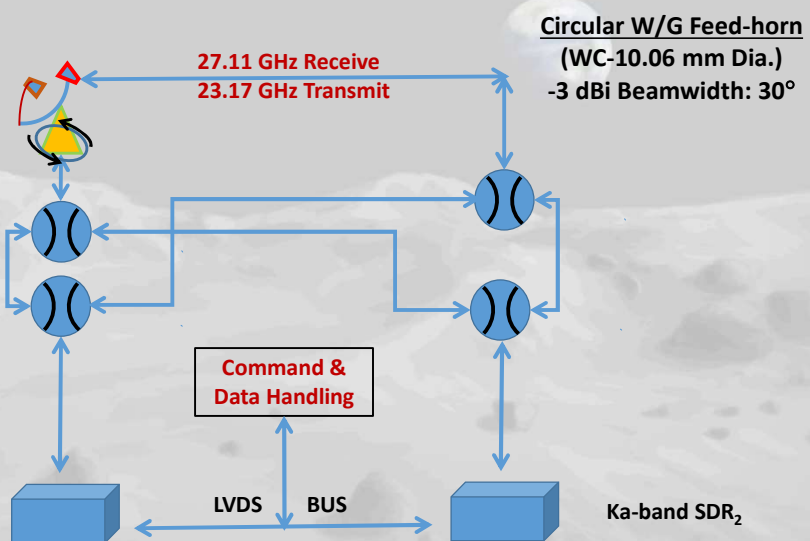 Circular W/G Feed-horn
(WC-10.06 mm Dia.)
-3 dBi Beamwidth: 30°
27.11 GHz Receive
23.17 GHz Transmit
Command &
Data Handling
LVDS BUS
Ka-band SDR₂